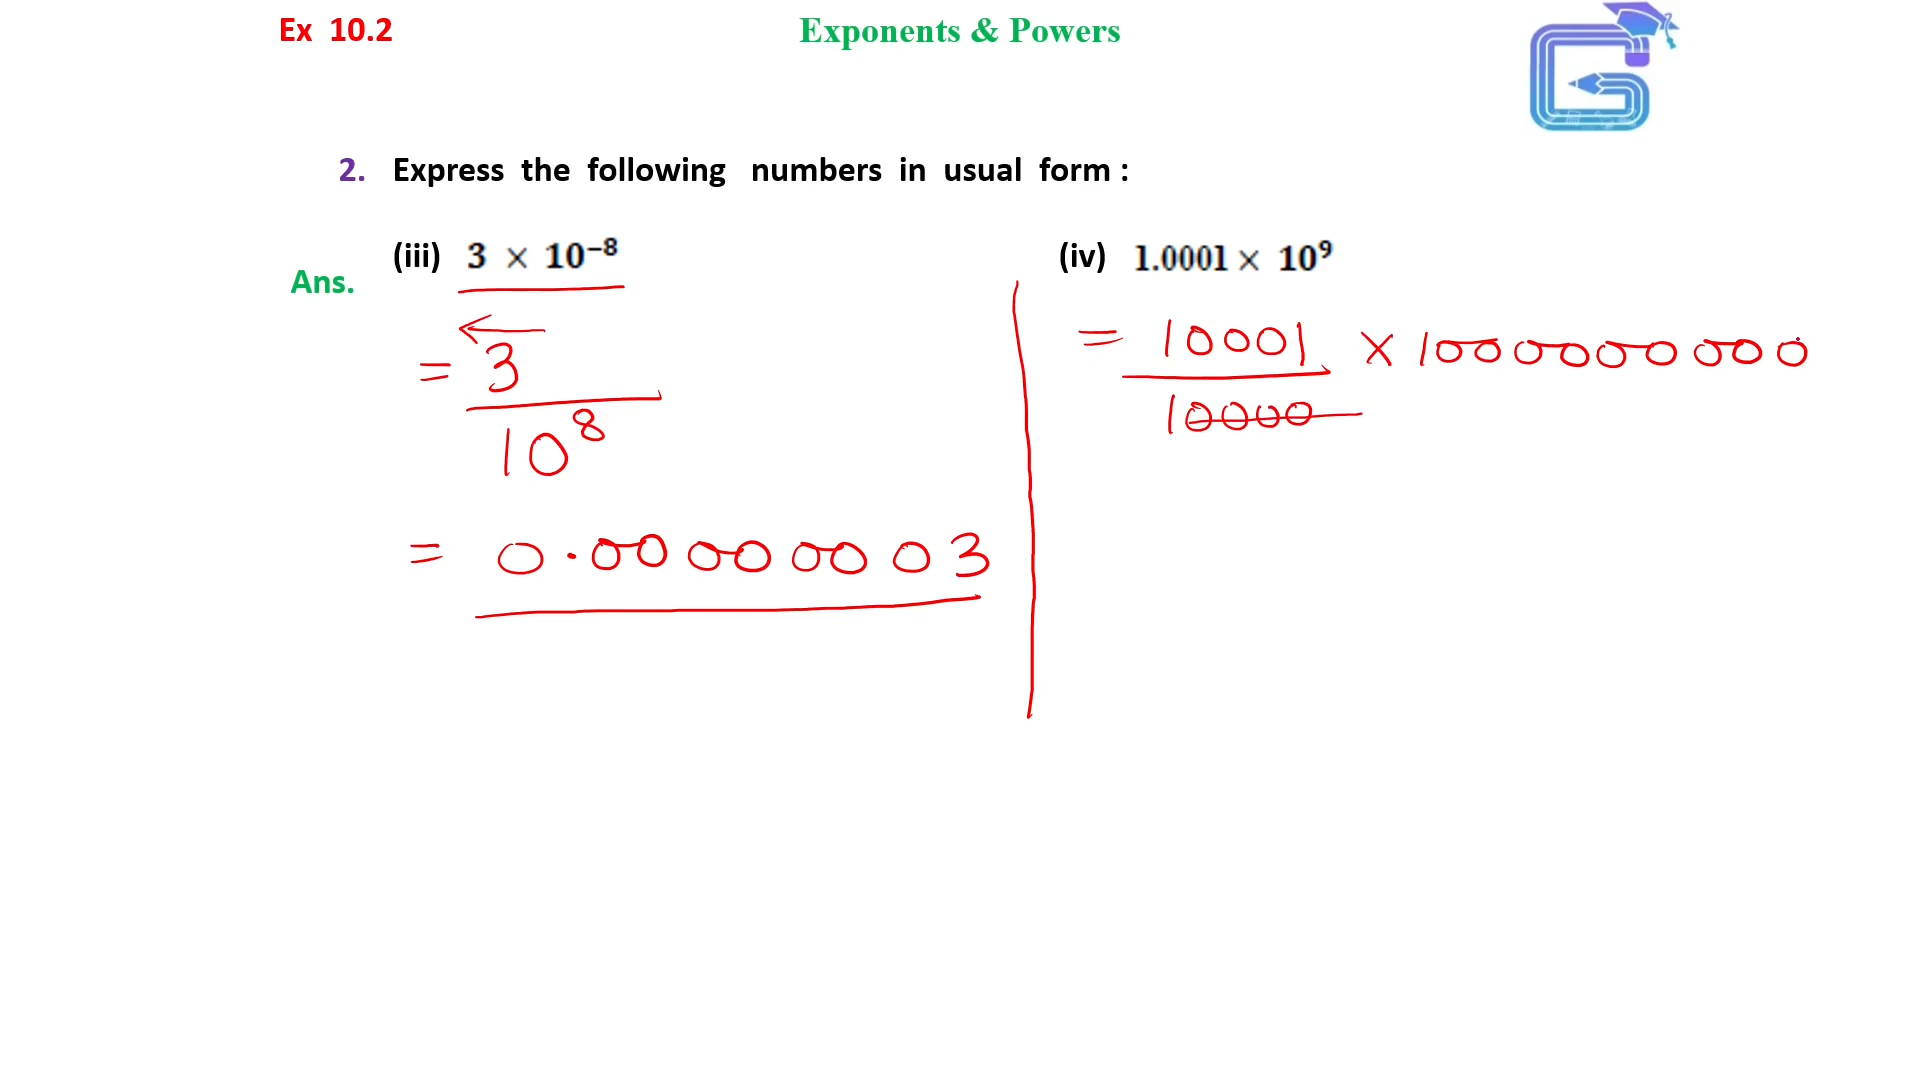 Ex 10.2
Exponents & Powers
2. Express the following numbers in usual form :
Ans.
(iii) 3 × 10⁻⁸
= 3
10⁸
= 0.00000003
(iv) 1.0001 × 10⁹
= 10001 × 1000000000
10000